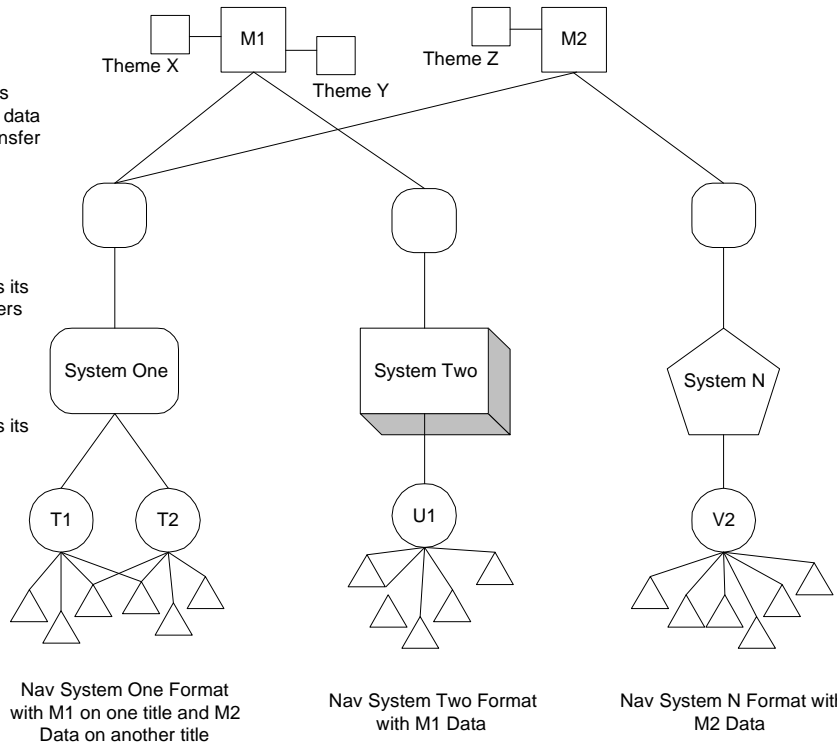 M1
M2
Theme X
Theme Z
Theme Y
s
data
nsfer
s its
ers
System One
System Two
System N
s its
T1
T2
U1
V2
Nav System One Format
with M1 on one title and M2
Data on another title
Nav System Two Format
with M1 Data
Nav System N Format wit
M2 Data